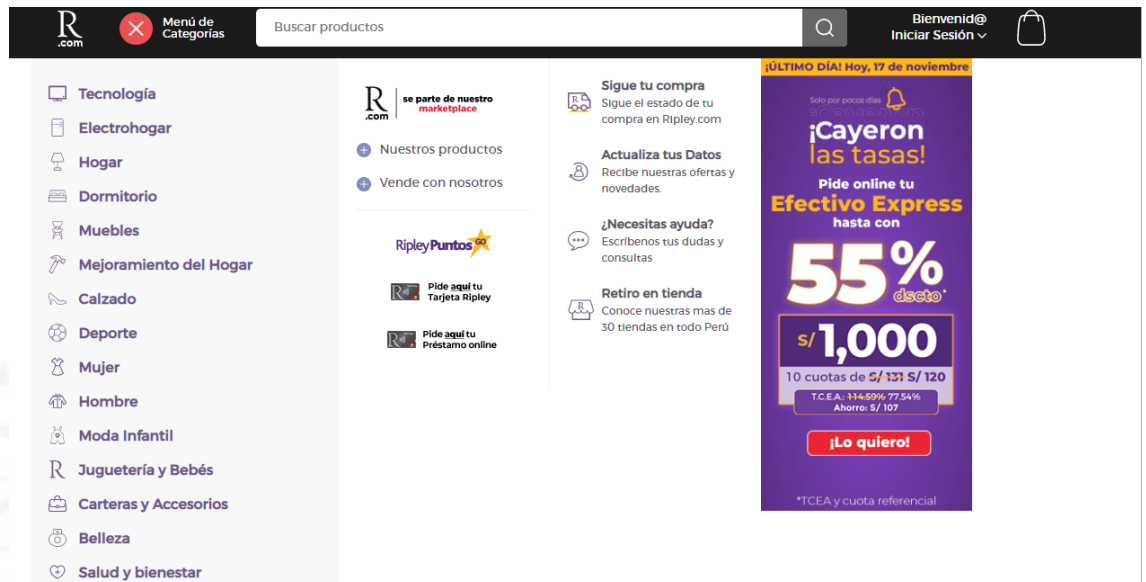 R
.com
Menú de
Categorías
Buscar productos
Bienvenid@
Iniciar Sesión
Tecnología
Electrohogar
Hogar
Dormitorio
Muebles
Mejoramiento del Hogar
Calzado
Deporte
Mujer
Hombre
Moda Infantil
R Juguetería y Bebés
Carteras y Accesorios
Belleza
Salud y bienestar
R
.com
se parte de nuestro
marketplace
Nuestros productos
Vende con nosotros
Ripley Puntos GO
Pide aquí tu
Tarjeta Ripley
Pide aquí tu
Préstamo online
Sigue tu compra
Sigue el estado de tu
compra en Ripley.com
Actualiza tus Datos
Recibe nuestras ofertas y
novedades.
¿Necesitas ayuda?
Escríbenos tus dudas y
consultas
Retiro en tienda
Conoce nuestras mas de
30 tiendas en todo Perú
¡ÚLTIMO DÍA! Hoy, 17 de noviembre
Solo por pocos días
¡Cayeron
las tasas!
Pide online tu
Efectivo Express
hasta con
55%
dscto*
S/ 1,000
10 cuotas de S/ 131 S/ 120
T.C.E.A.: 114.59% 77.54%
Ahorro: S/ 107
¡Lo quiero!
*TCEA y cuota referencial